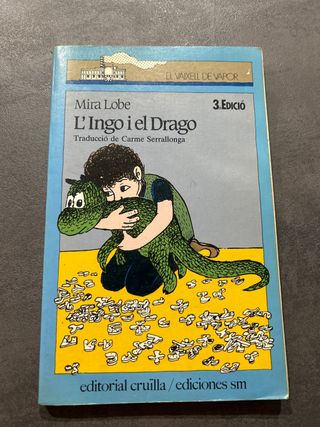 EL VAIXELL DE VAPOR
Mira Lobe
3.EDICIÓ
L'Ingo i el Drago
Traducció de Carme Serrallonga
editorial cruïlla/ediciones sm